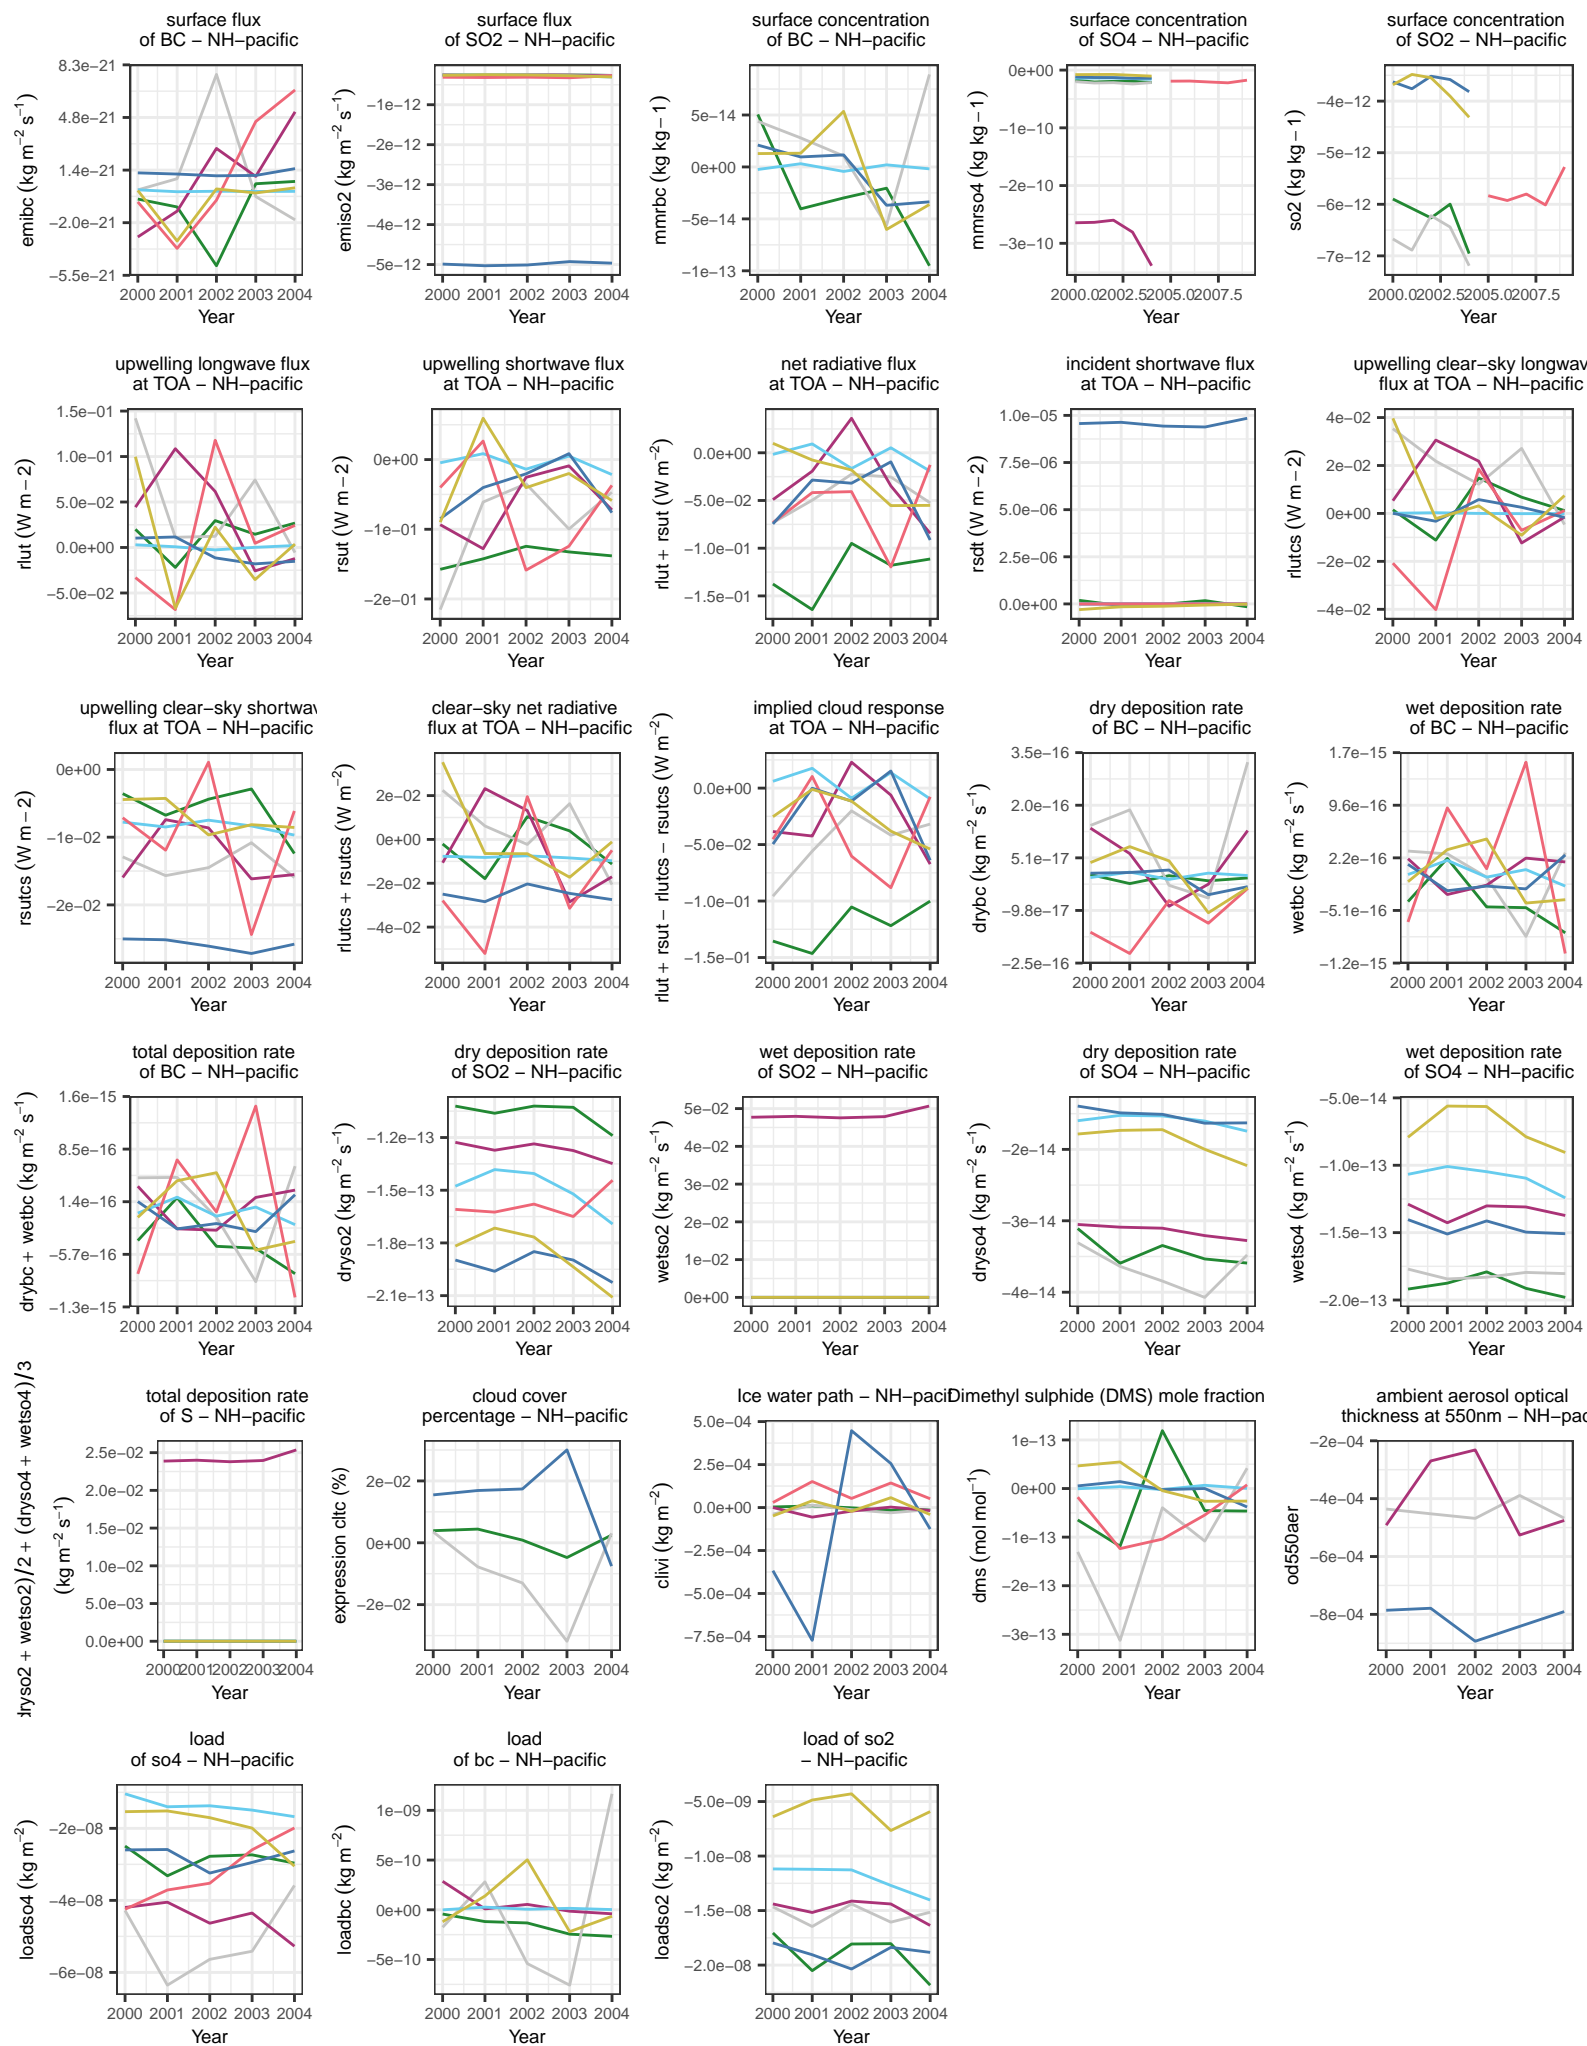 surface flux
of BC − NH−pacific
emibc (kg m−2 s−1)
8.3e−21
4.8e−21
1.4e−21
−2.0e−21
−5.5e−21
2000 2001 2002 2003 2004
Year
surface flux
of SO2 − NH−pacific
emiso2 (kg m−2 s−1)
−1e−12
−2e−12
−3e−12
−4e−12
−5e−12
2000 2001 2002 2003 2004
Year
surface concentration
of BC − NH−pacific
mmrbc (kg kg − 1)
5e−14
0e+00
−5e−14
−1e−13
2000 2001 2002 2003 2004
Year
surface concentration
of SO4 − NH−pacific
mmrso4 (kg kg − 1)
0e+00
−1e−10
−2e−10
−3e−10
2000.02002.52005.02007.5
Year
surface concentration
of SO2 − NH−pacific
so2 (kg kg − 1)
−4e−12
−5e−12
−6e−12
−7e−12
2000.02002.52005.02007.5
Year
upwelling longwave flux
at TOA − NH−pacific
rlut (W m − 2)
1.5e−01
1.0e−01
5.0e−02
0.0e+00
−5.0e−02
2000 2001 2002 2003 2004
Year
upwelling shortwave flux
at TOA − NH−pacific
rsut (W m − 2)
0e+00
−1e−01
−2e−01
2000 2001 2002 2003 2004
Year
net radiative flux
at TOA − NH−pacific
rlut + rsut (W m−2)
0.0e+00
−5.0e−02
−1.0e−01
−1.5e−01
2000 2001 2002 2003 2004
Year
incident shortwave flux
at TOA − NH−pacific
rsdt (W m − 2)
1.0e−05
7.5e−06
5.0e−06
2.5e−06
0.0e+00
2000 2001 2002 2003 2004
Year
upwelling clear−sky longwav
flux at TOA − NH−pacific
rlutcs (W m − 2)
4e−02
2e−02
0e+00
−2e−02
−4e−02
2000 2001 2002 2003 2004
Year
upwelling clear−sky shortwav
flux at TOA − NH−pacific
rsutcs (W m − 2)
0e+00
−1e−02
−2e−02
2000 2001 2002 2003 2004
Year
clear−sky net radiative
flux at TOA − NH−pacific
rlutcs + rsutcs (W m−2)
2e−02
0e+00
−2e−02
−4e−02
2000 2001 2002 2003 2004
Year
implied cloud response
at TOA − NH−pacific
rlut + rsut − rlutcs − rsutcs (W m−2)
0.0e+00
−5.0e−02
−1.0e−01
−1.5e−01
2000 2001 2002 2003 2004
Year
dry deposition rate
of BC − NH−pacific
drybc (kg m−2 s−1)
3.5e−16
2.0e−16
5.1e−17
−9.8e−17
−2.5e−16
2000 2001 2002 2003 2004
Year
wet deposition rate
of BC − NH−pacific
wetbc (kg m−2 s−1)
1.7e−15
9.6e−16
2.2e−16
−5.1e−16
−1.2e−15
2000 2001 2002 2003 2004
Year
total deposition rate
of BC − NH−pacific
drybc + wetbc (kg m−2 s−1)
1.6e−15
8.5e−16
1.4e−16
−5.7e−16
−1.3e−15
2000 2001 2002 2003 2004
Year
dry deposition rate
of SO2 − NH−pacific
dryso2 (kg m−2 s−1)
−1.2e−13
−1.5e−13
−1.8e−13
−2.1e−13
2000 2001 2002 2003 2004
Year
wet deposition rate
of SO2 − NH−pacific
wetso2 (kg m−2 s−1)
5e−02
4e−02
3e−02
2e−02
1e−02
0e+00
2000 2001 2002 2003 2004
Year
dry deposition rate
of SO4 − NH−pacific
dryso4 (kg m−2 s−1)
−2e−14
−3e−14
−4e−14
2000 2001 2002 2003 2004
Year
wet deposition rate
of SO4 − NH−pacific
wetso4 (kg m−2 s−1)
−5.0e−14
−1.0e−13
−1.5e−13
−2.0e−13
2000 2001 2002 2003 2004
Year
total deposition rate
of S − NH−pacific
dryso2 + wetso2)/2 + (dryso4 + wetso4)/3
(kg m−2 s−1)
2.5e−02
2.0e−02
1.5e−02
1.0e−02
5.0e−03
0.0e+00
20002001200220032004
Year
cloud cover
percentage − NH−pacific
expression cltc (%)
2e−02
0e+00
−2e−02
2000 2001 2002 2003 2004
Year
Ice water path − NH−pacif
clivi (kg m−2)
5.0e−04
2.5e−04
0.0e+00
−2.5e−04
−5.0e−04
−7.5e−04
2000 2001 2002 2003 2004
Year
Dimethyl sulphide (DMS) mole fraction
dms (mol mol−1)
1e−13
0e+00
−1e−13
−2e−13
−3e−13
2000 2001 2002 2003 2004
Year
ambient aerosol optical
thickness at 550nm − NH−pac
od550aer
−2e−04
−4e−04
−6e−04
−8e−04
2000 2001 2002 2003 2004
Year
load
of so4 − NH−pacific
loadso4 (kg m−2)
−2e−08
−4e−08
−6e−08
2000 2001 2002 2003 2004
Year
load
of bc − NH−pacific
loadbc (kg m−2)
1e−09
5e−10
0e+00
−5e−10
2000 2001 2002 2003 2004
Year
load of so2
− NH−pacific
loadso2 (kg m−2)
−5.0e−09
−1.0e−08
−1.5e−08
−2.0e−08
2000 2001 2002 2003 2004
Year